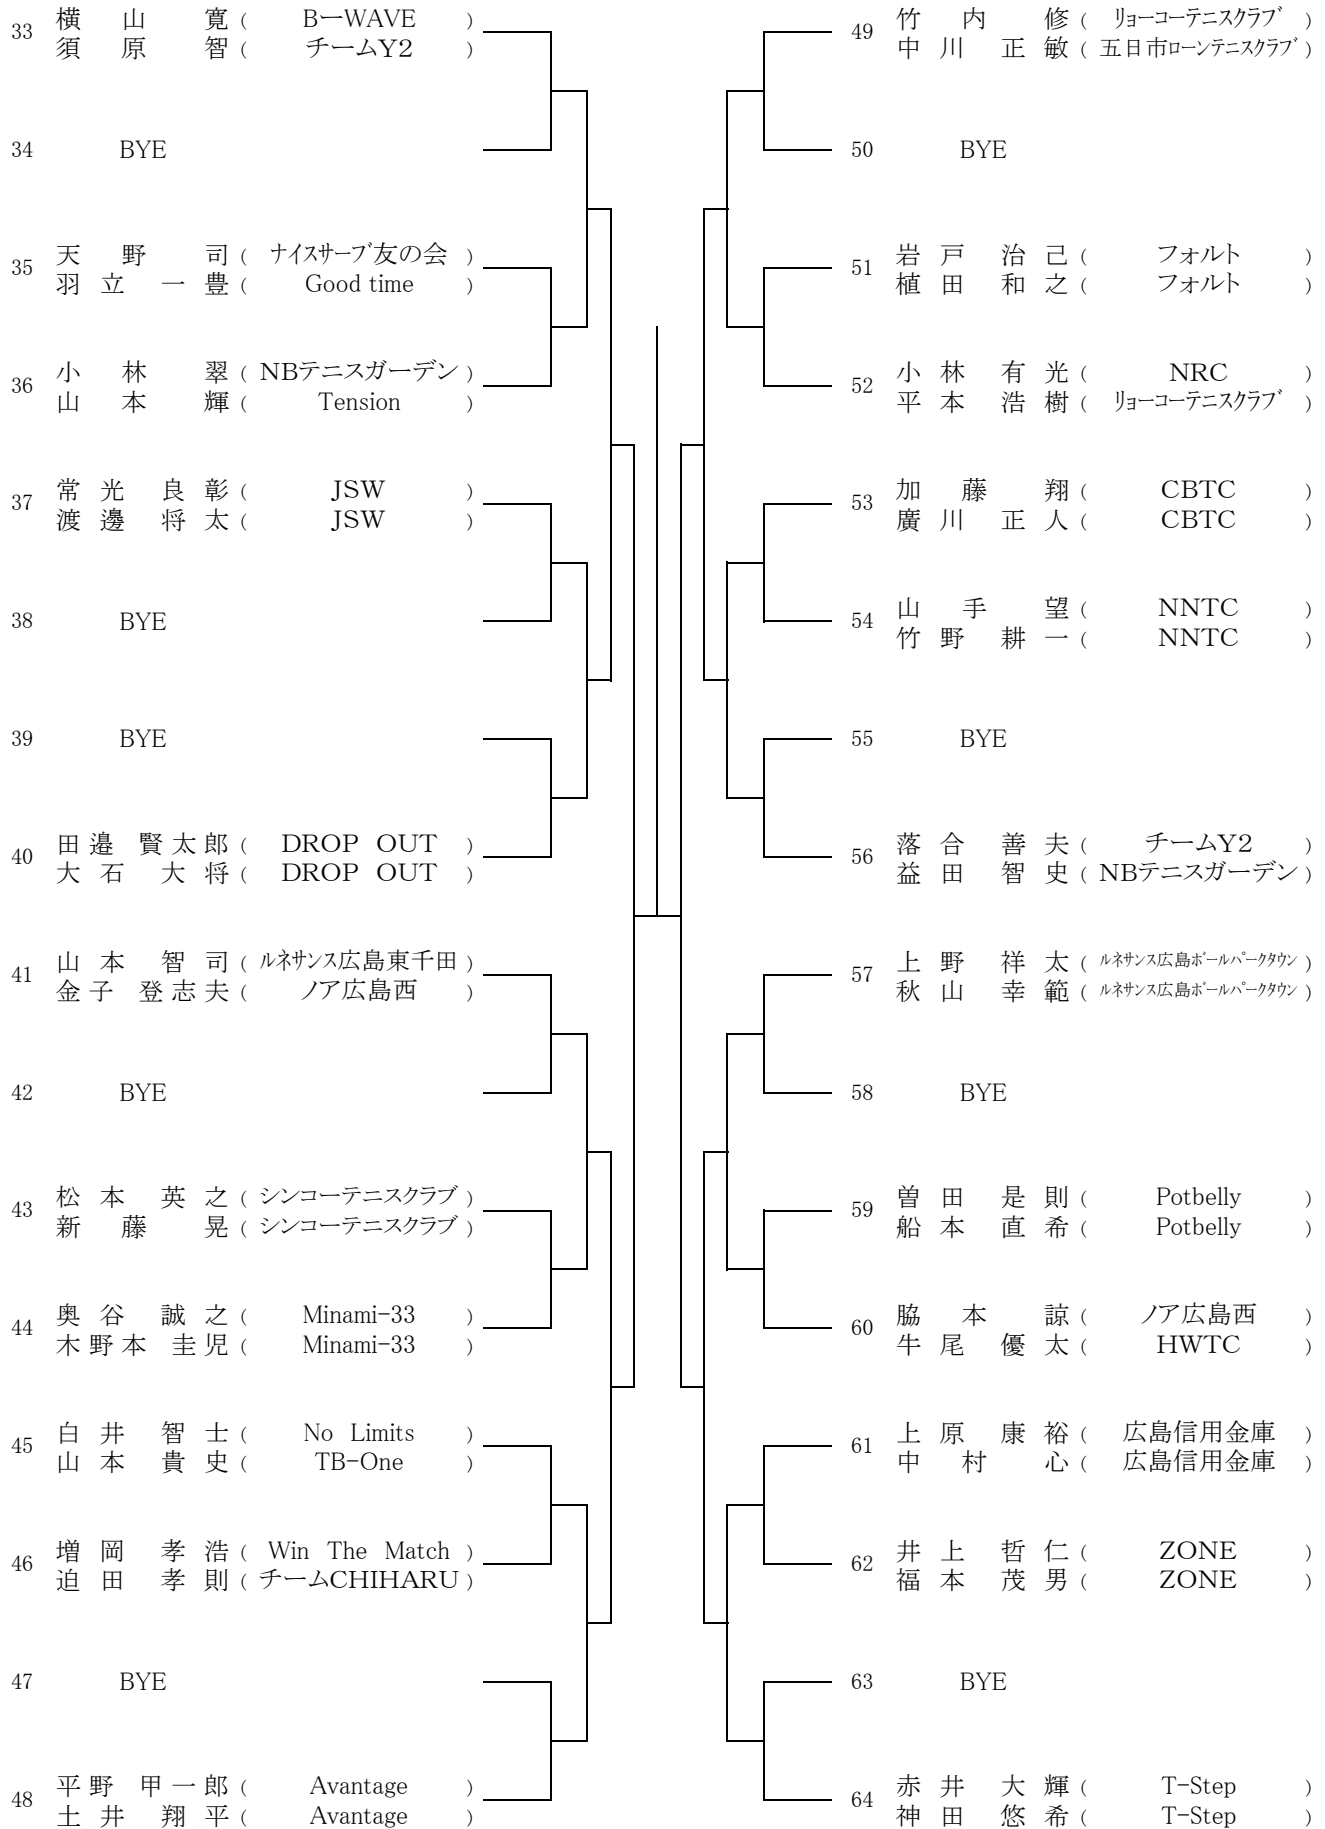 33 横山 寛 ( BーWAVE )
須原 智 ( チームY2 )
34 BYE
35 天野 司 ( ナイスサーブ友の会 )
羽立 一豊 ( Good time )
36 小林 翠 ( NBテニスガーデン )
山本 輝 ( Tension )
37 常光 良彰 ( JSW )
渡邊 将太 ( JSW )
38 BYE
39 BYE
40 田邉 賢太郎 ( DROP OUT )
大石 大将 ( DROP OUT )
41 山本 智司 ( ルネサンス広島東千田 )
金子 登志夫 ( ノア広島西 )
42 BYE
43 松本 英之 ( シンコーテニスクラブ )
新藤 晃 ( シンコーテニスクラブ )
44 奥谷 誠之 ( Minami-33 )
木野本 圭児 ( Minami-33 )
45 白井 智士 ( No Limits )
山本 貴史 ( TB-One )
46 増岡 孝浩 ( Win The Match )
迫田 孝則 ( チームCHIHARU )
47 BYE
48 平野 甲一郎 ( Avantage )
土井 翔平 ( Avantage )
49 竹内 修 ( リョーコーテニスクラブ )
中川 正敏 ( 五日市ローンテニスクラブ )
50 BYE
51 岩戸 治己 ( フォルト )
植田 和之 ( フォルト )
52 小林 有光 ( NRC )
平本 浩樹 ( リョーコーテニスクラブ )
53 加藤 翔 ( CBTC )
廣川 正人 ( CBTC )
54 山手 望 ( NNTC )
竹野 耕一 ( NNTC )
55 BYE
56 落合 善夫 ( チームY2 )
益田 智史 ( NBテニスガーデン )
57 上野 祥太 ( ルネサンス広島ボールパークタウン )
秋山 幸範 ( ルネサンス広島ボールパークタウン )
58 BYE
59 曽田 是則 ( Potbelly )
船本 直希 ( Potbelly )
60 脇本 諒 ( ノア広島西 )
牛尾 優太 ( HWTC )
61 上原 康裕 ( 広島信用金庫 )
中村 心 ( 広島信用金庫 )
62 井上 哲仁 ( ZONE )
福本 茂男 ( ZONE )
63 BYE
64 赤井 大輝 ( T-Step )
神田 悠希 ( T-Step )